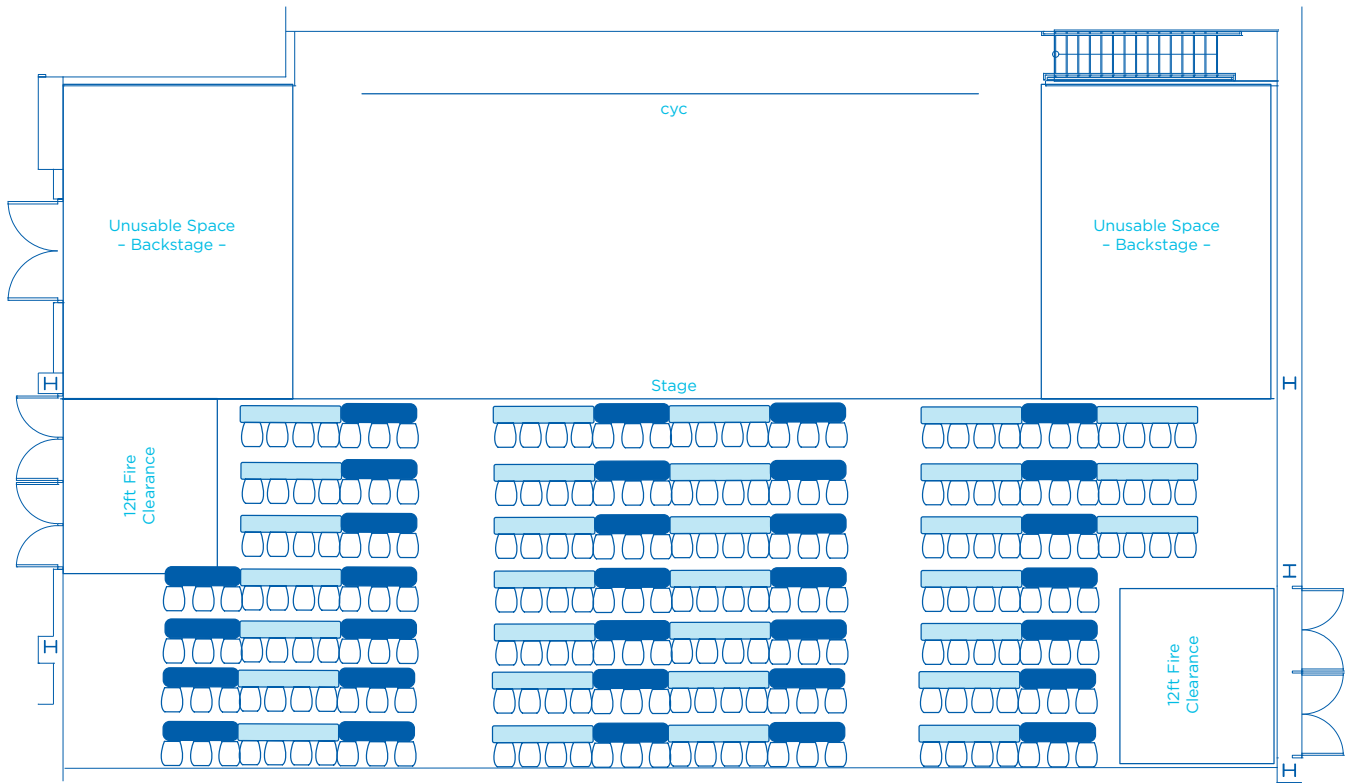 cyc
Unusable Space
– Backstage –
Unusable Space
– Backstage –
Stage
12ft Fire
Clearance
12ft Fire
Clearance